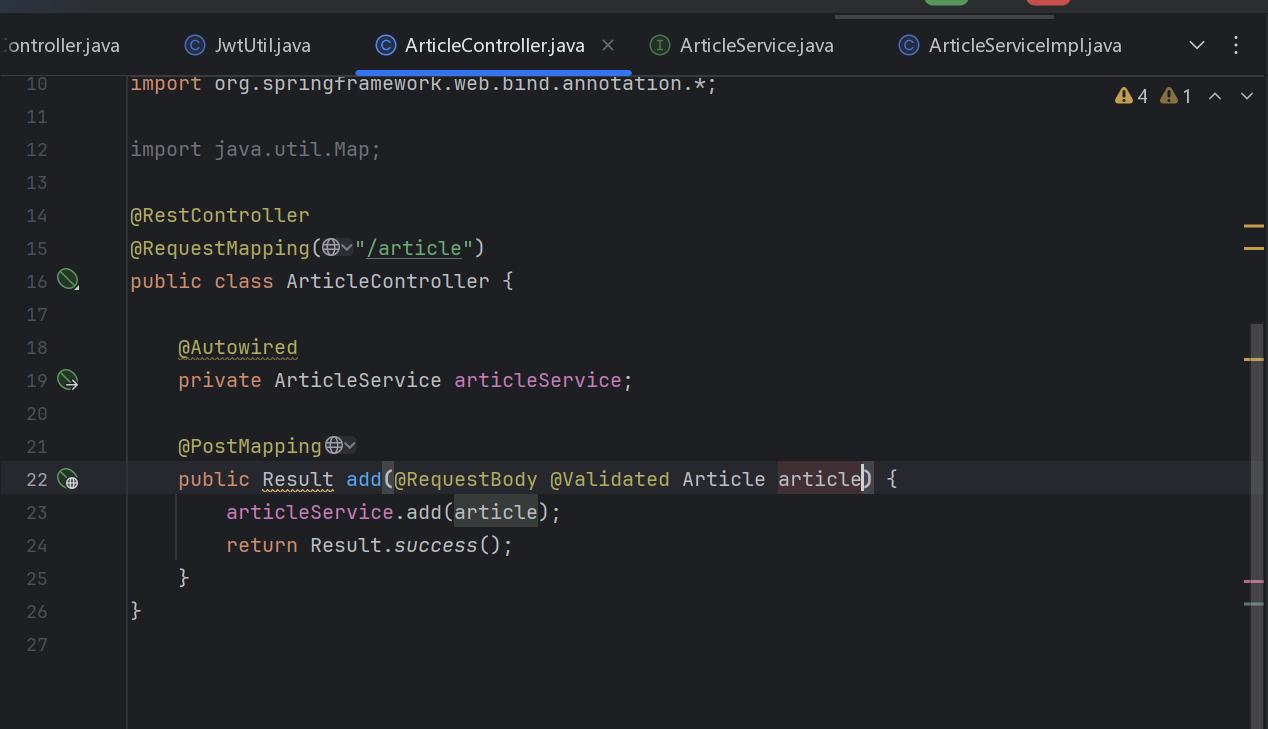 ontroller.java JwtUtil.java ArticleController.java ArticleService.java ArticleServiceImpl.java
10 import org.springframework.web.bind.annotation.*;
4 1
11
12 import java.util.Map;
13
14 @RestController
15 @RequestMapping("/article")
16 public class ArticleController {
17
18 @Autowired
19 private ArticleService articleService;
20
21 @PostMapping
22 public Result add(@RequestBody @Validated Article article) {
23 articleService.add(article);
24 return Result.success();
25 }
26 }
27